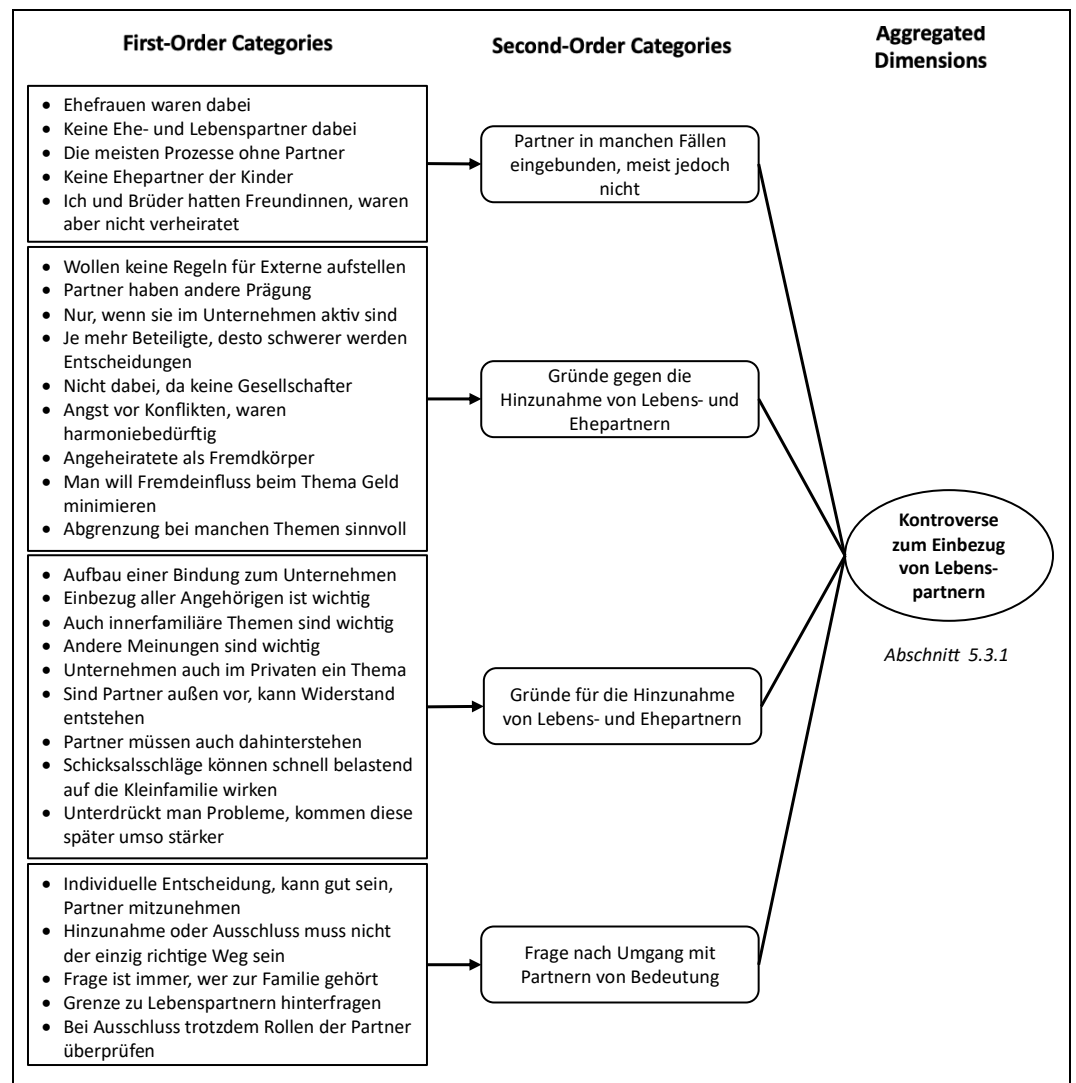 First-Order Categories
Second-Order Categories
Aggregated
Dimensions
• Ehefrauen waren dabei
• Keine Ehe- und Lebenspartner dabei
• Die meisten Prozesse ohne Partner
• Keine Ehepartner der Kinder
• Ich und Brüder hatten Freundinnen, waren
aber nicht verheiratet
Partner in manchen Fällen
eingebunden, meist jedoch
nicht
• Wollen keine Regeln für Externe aufstellen
• Partner haben andere Prägung
• Nur, wenn sie im Unternehmen aktiv sind
• Je mehr Beteiligte, desto schwerer werden
Entscheidungen
• Nicht dabei, da keine Gesellschafter
• Angst vor Konflikten, waren
harmoniebedürftig
• Angeheiratete als Fremdkörper
• Man will Fremdeinfluss beim Thema Geld
minimieren
• Abgrenzung bei manchen Themen sinnvoll
Gründe gegen die
Hinzunahme von Lebens- und
Ehepartnern
• Aufbau einer Bindung zum Unternehmen
• Einbezug aller Angehörigen ist wichtig
• Auch innerfamiliäre Themen sind wichtig
• Andere Meinungen sind wichtig
• Unternehmen auch im Privaten ein Thema
• Sind Partner außen vor, kann Widerstand
entstehen
• Partner müssen auch dahinterstehen
• Schicksalsschläge können schnell belastend
auf die Kleinfamilie wirken
• Unterdrückt man Probleme, kommen diese
später umso stärker
Gründe für die Hinzunahme
von Lebens- und Ehepartnern
• Individuelle Entscheidung, kann gut sein,
Partner mitzunehmen
• Hinzunahme oder Ausschluss muss nicht
der einzig richtige Weg sein
• Frage ist immer, wer zur Familie gehört
• Grenze zu Lebenspartnern hinterfragen
• Bei Ausschluss trotzdem Rollen der Partner
überprüfen
Frage nach Umgang mit
Partnern von Bedeutung
Kontroverse
zum Einbezug
von Lebens-
partnern
Abschnitt 5.3.1